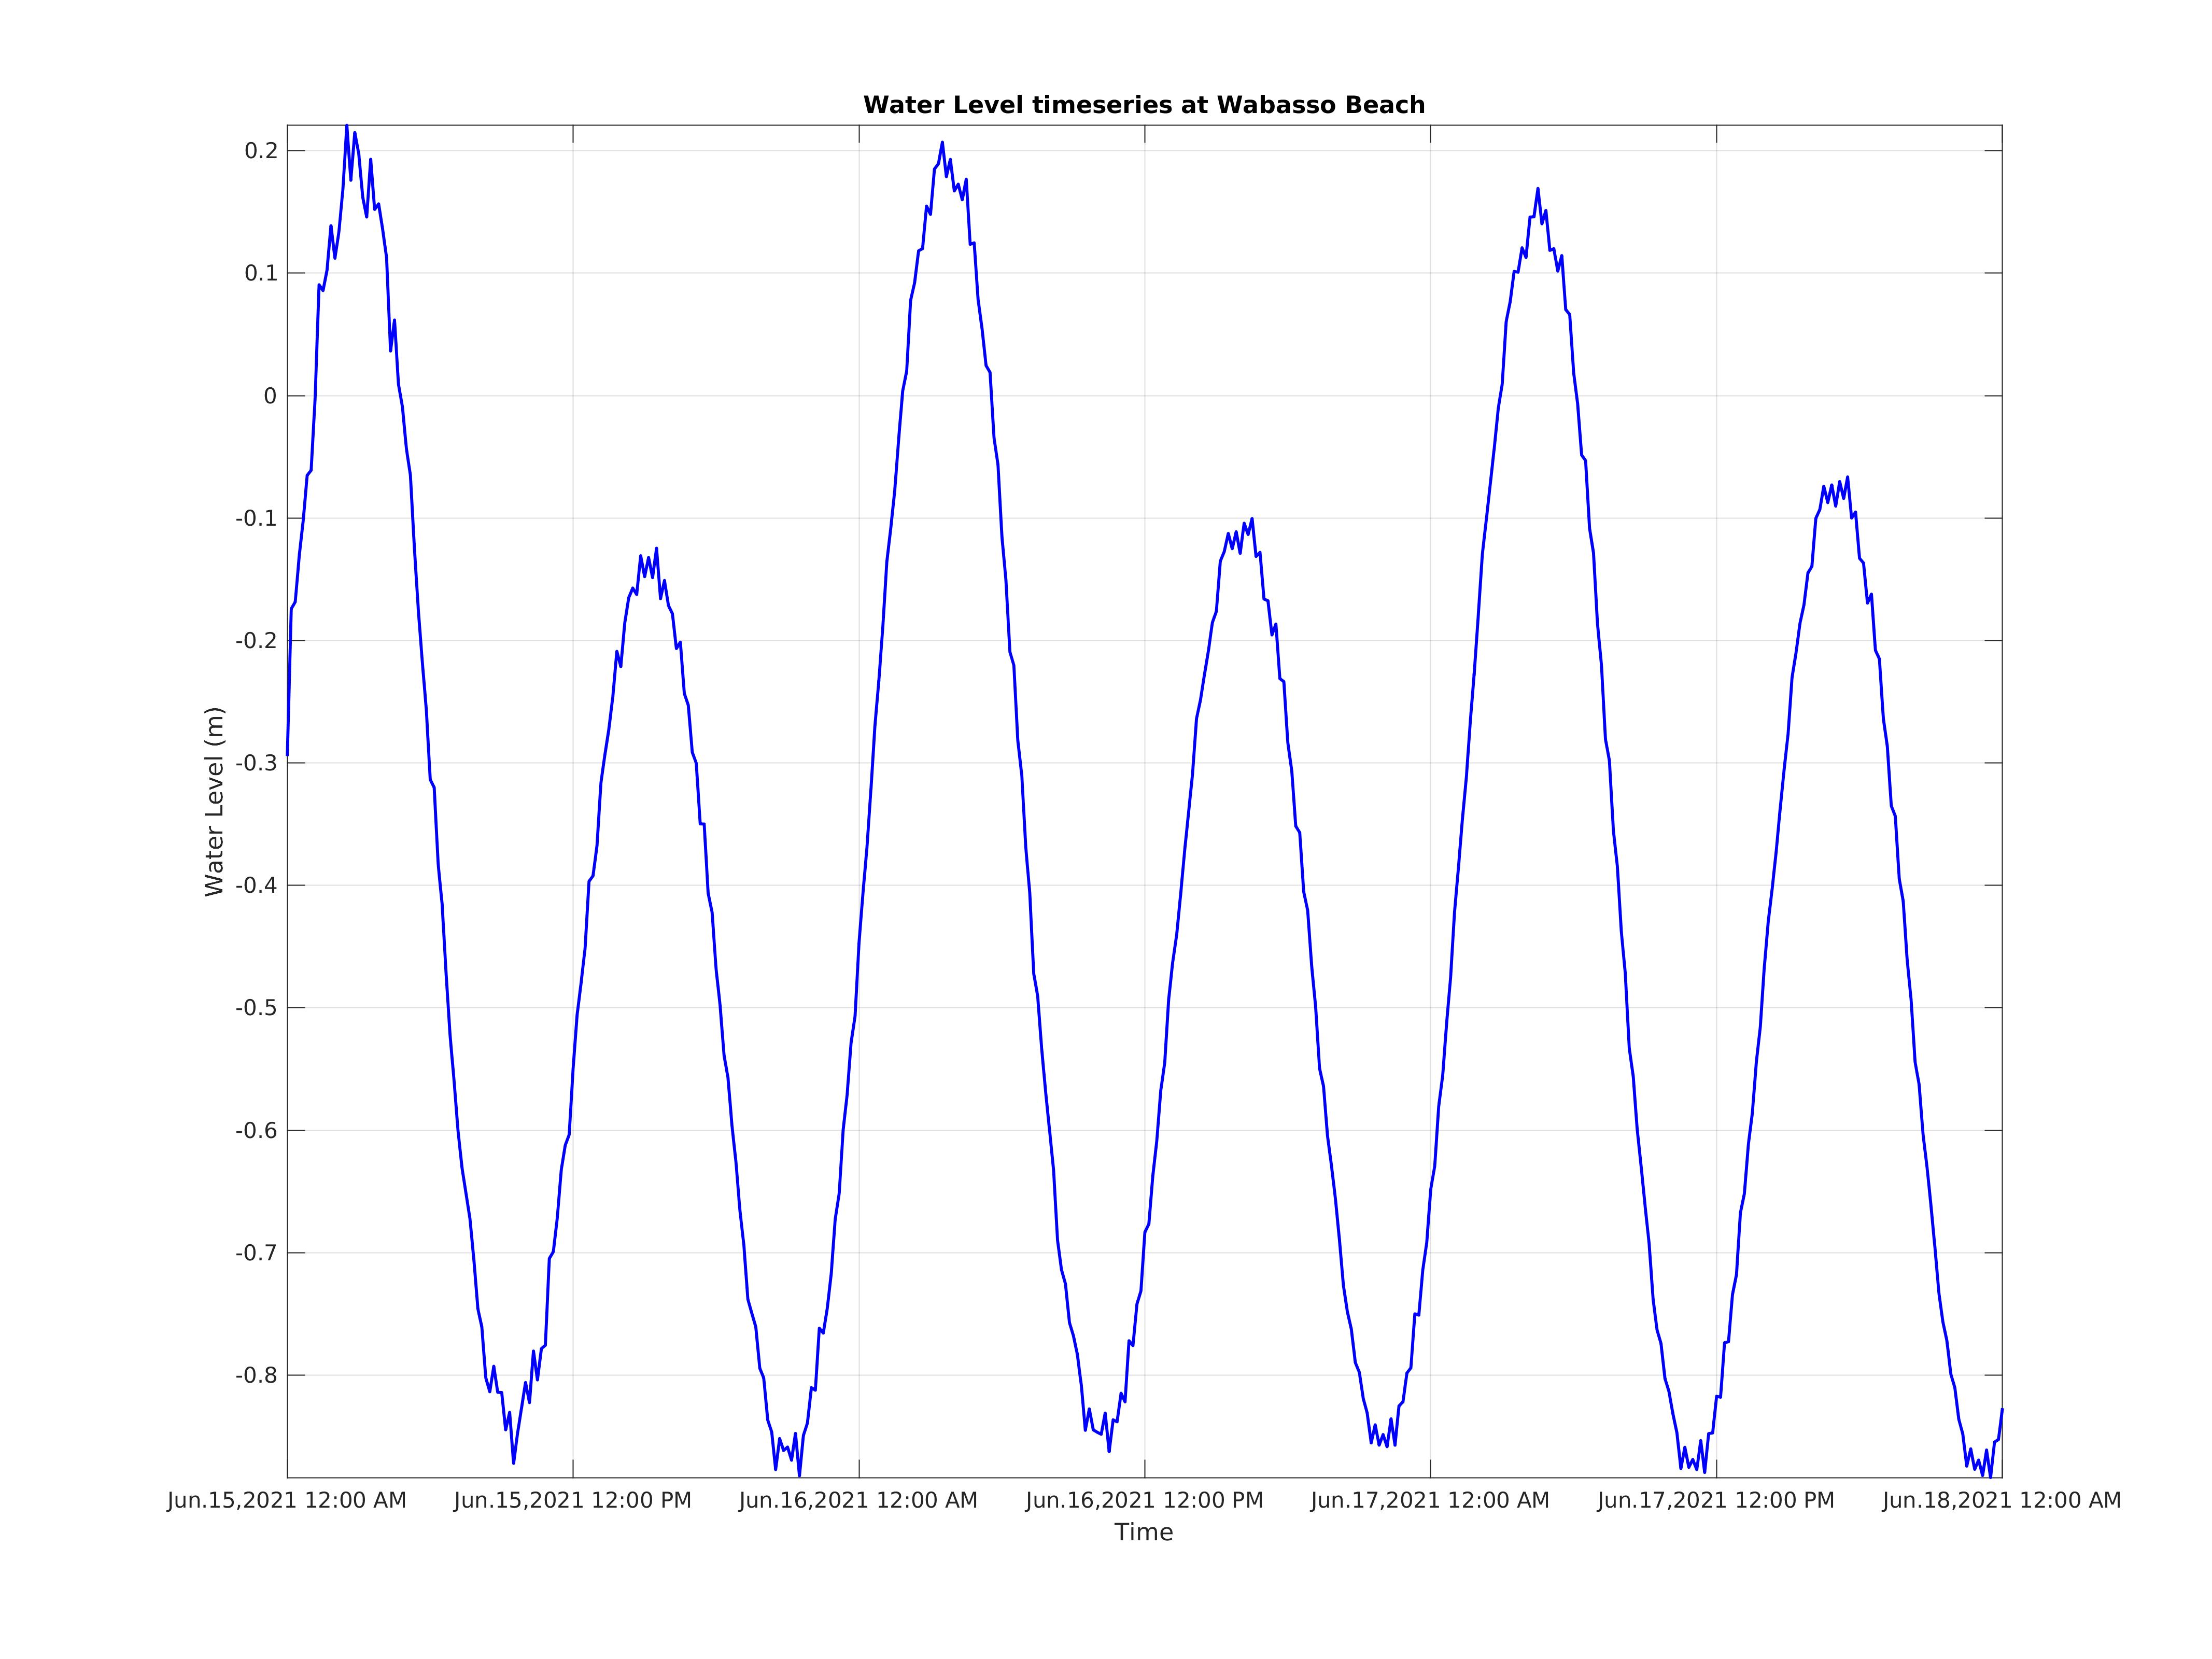 Water Level timeseries at Wabasso Beach
0.2
0.1
0
-0.1
-0.2
-0.3
-0.4
-0.5
-0.6
-0.7
-0.8
Water Level (m)
Jun.15,2021 12:00 AM Jun.15,2021 12:00 PM Jun.16,2021 12:00 AM Jun.16,2021 12:00 PM Jun.17,2021 12:00 AM Jun.17,2021 12:00 PM Jun.18,2021 12:00 AM
Time